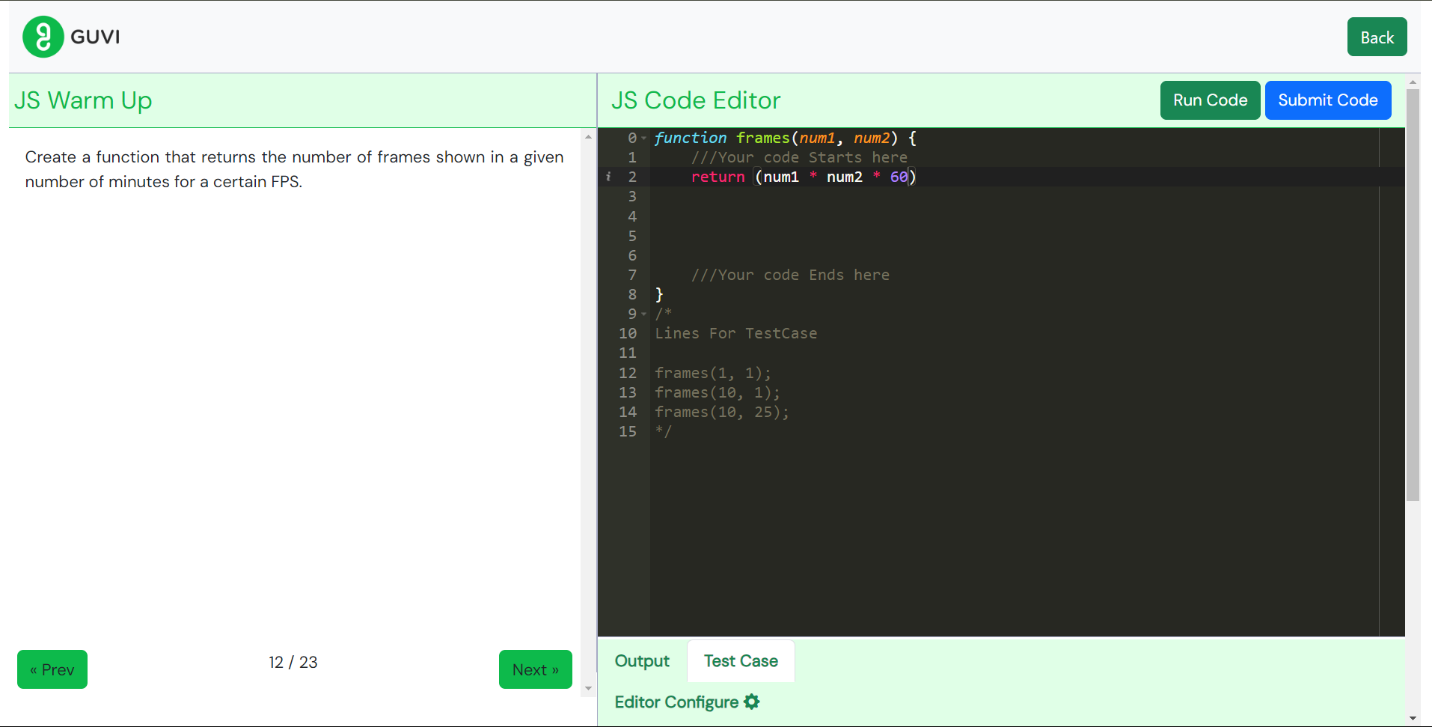 GUVI
Back
JS Warm Up
Create a function that returns the number of frames shown in a given
number of minutes for a certain FPS.
« Prev
12 / 23
Next »
JS Code Editor
Run Code
Submit Code
0 function frames(num1, num2) {
1 ///Your code Starts here
i 2 return (num1 * num2 * 60)
3
4
5
6
7 ///Your code Ends here
8 }
9 /*
10 Lines For TestCase
11
12 frames(1, 1);
13 frames(10, 1);
14 frames(10, 25);
15 */
Output
Test Case
Editor Configure